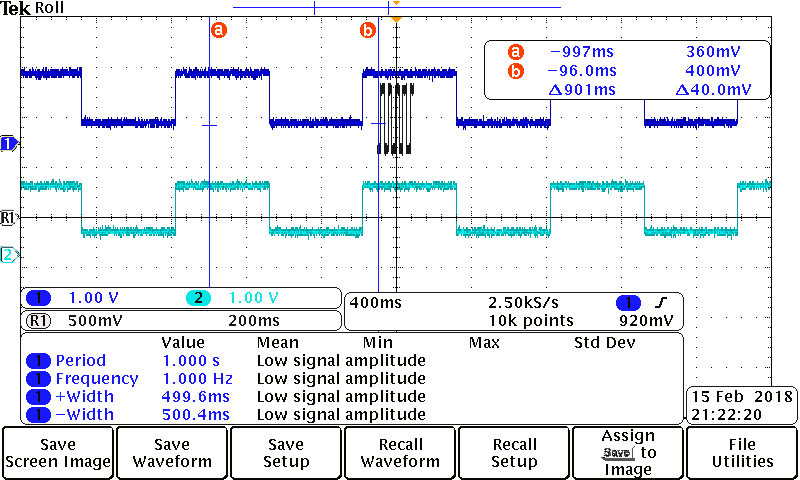 Tek Roll
a
b
a −997ms 360mV
b −96.0ms 400mV
Δ901ms Δ40.0mV
1
R1
2
1 1.00 V 2 1.00 V
R1 500mV 200ms
400ms 2.50kS/s 1
10k points 920mV
Value Mean Min Max Std Dev
1 Period 1.000 s Low signal amplitude
1 Frequency 1.000 Hz Low signal amplitude
1 +Width 499.6ms Low signal amplitude
1 −Width 500.4ms Low signal amplitude
15 Feb 2018
21:22:20
Save
Screen Image
Save
Waveform
Save
Setup
Recall
Waveform
Recall
Setup
Assign
Save to
Image
File
Utilities